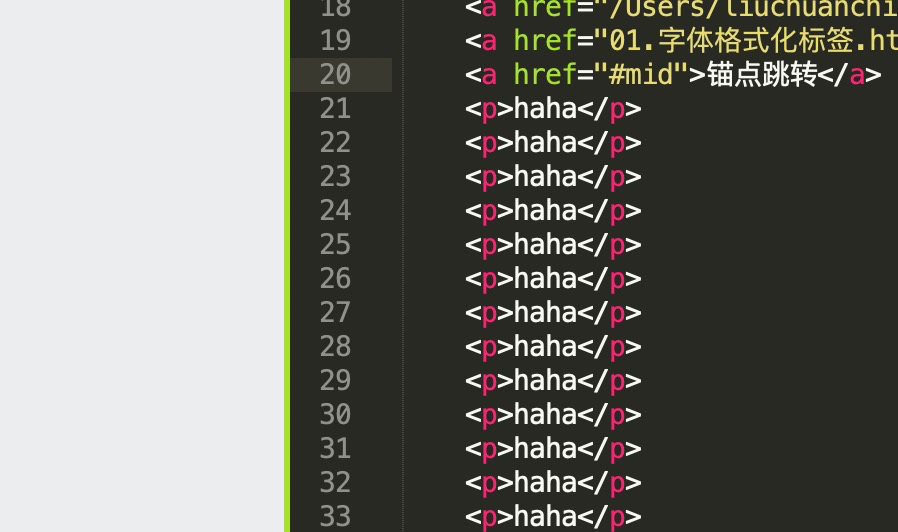 18 <a href="/Users/liuchuanchi
19 <a href="01.字体格式化标签.ht
20 <a href="#mid">锚点跳转</a>
21 <p>haha</p>
22 <p>haha</p>
23 <p>haha</p>
24 <p>haha</p>
25 <p>haha</p>
26 <p>haha</p>
27 <p>haha</p>
28 <p>haha</p>
29 <p>haha</p>
30 <p>haha</p>
31 <p>haha</p>
32 <p>haha</p>
33 <p>haha</p>